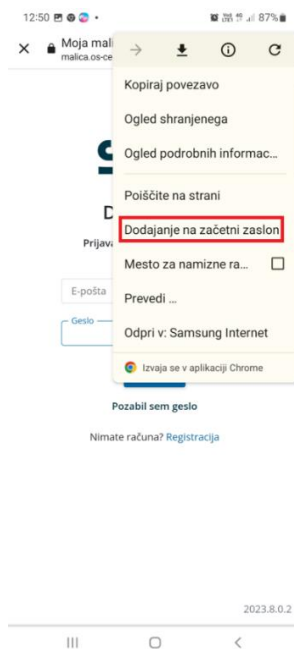 12:50
87%
Moja mali
malica.os-ce
Kopiraj povezavo
Ogled shranjenega
Ogled podrobnih informac...
Poiščite na strani
Dodajanje na začetni zaslon
Mesto za namizne ra...
Prevedi ...
Odpri v: Samsung Internet
Izvaja se v aplikaciji Chrome
S
D
Prijava
E-pošta
Geslo
Pozabil sem geslo
Nimate računa? Registracija
2023.8.0.2